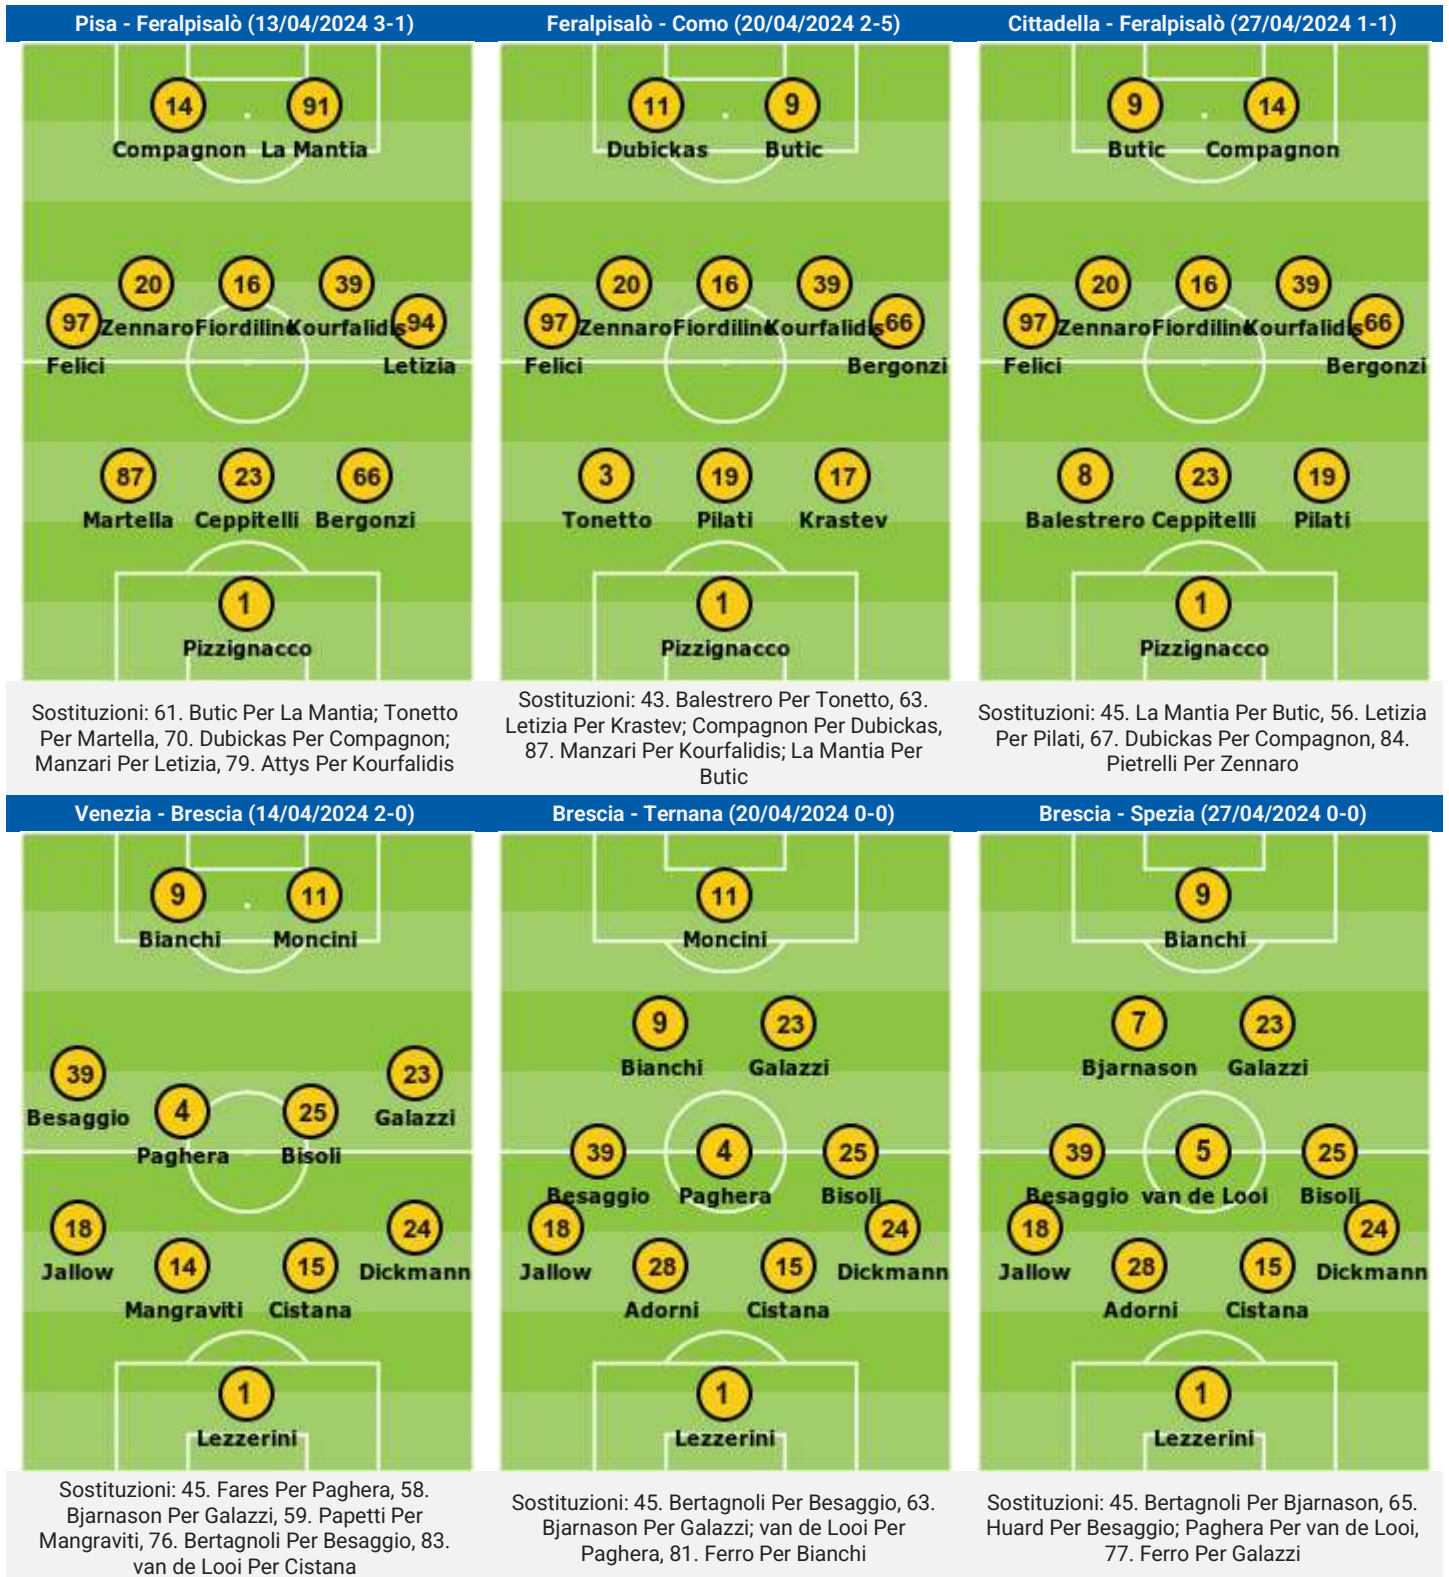 Pisa - Feralpisalò (13/04/2024 3-1)
14
91
Compagnon La Mantia
20
16
39
97
Zennaro Fiordilino Kourfalidis
94
Felici
Letizia
87
23
66
Martella Ceppitelli Bergonzi
1
Pizzignacco
Sostituzioni: 61. Butic Per La Mantia; Tonetto
Per Martella, 70. Dubickas Per Compagnon;
Manzari Per Letizia, 79. Attys Per Kourfalidis
Feralpisalò - Como (20/04/2024 2-5)
11
9
Dubickas Butic
20
16
39
97
Zennaro Fiordilino Kourfalidis
66
Felici
Bergonzi
3
19
17
Tonetto Pilati Krastev
1
Pizzignacco
Sostituzioni: 43. Balestrero Per Tonetto, 63.
Letizia Per Krastev; Compagnon Per Dubickas,
87. Manzari Per Kourfalidis; La Mantia Per
Butic
Cittadella - Feralpisalò (27/04/2024 1-1)
9
14
Butic Compagnon
20
16
39
97
Zennaro Fiordilino Kourfalidis
66
Felici
Bergonzi
8
23
19
Balestrero Ceppitelli Pilati
1
Pizzignacco
Sostituzioni: 45. La Mantia Per Butic, 56. Letizia
Per Pilati, 67. Dubickas Per Compagnon, 84.
Pietrelli Per Zennaro
Venezia - Brescia (14/04/2024 2-0)
9
11
Bianchi Moncini
39
23
Besaggio
4
25
Galazzi
Paghera Bisoli
18
24
Jallow
14
15
Dickmann
Mangraviti Cistana
1
Lezzerini
Sostituzioni: 45. Fares Per Paghera, 58.
Bjarnason Per Galazzi, 59. Papetti Per
Mangraviti, 76. Bertagnoli Per Besaggio, 83.
van de Looi Per Cistana
Brescia - Ternana (20/04/2024 0-0)
11
Moncini
9
23
Bianchi Galazzi
39
4
25
Besaggio Paghera Bisoli
18
24
Jallow
28
15
Dickmann
Adorni Cistana
1
Lezzerini
Sostituzioni: 45. Bertagnoli Per Besaggio, 63.
Bjarnason Per Galazzi; van de Looi Per
Paghera, 81. Ferro Per Bianchi
Brescia - Spezia (27/04/2024 0-0)
9
Bianchi
7
23
Bjarnason Galazzi
39
5
25
Besaggio van de Looi Bisoli
18
24
Jallow
28
15
Dickmann
Adorni Cistana
1
Lezzerini
Sostituzioni: 45. Bertagnoli Per Bjarnason, 65.
Huard Per Besaggio; Paghera Per van de Looi,
77. Ferro Per Galazzi